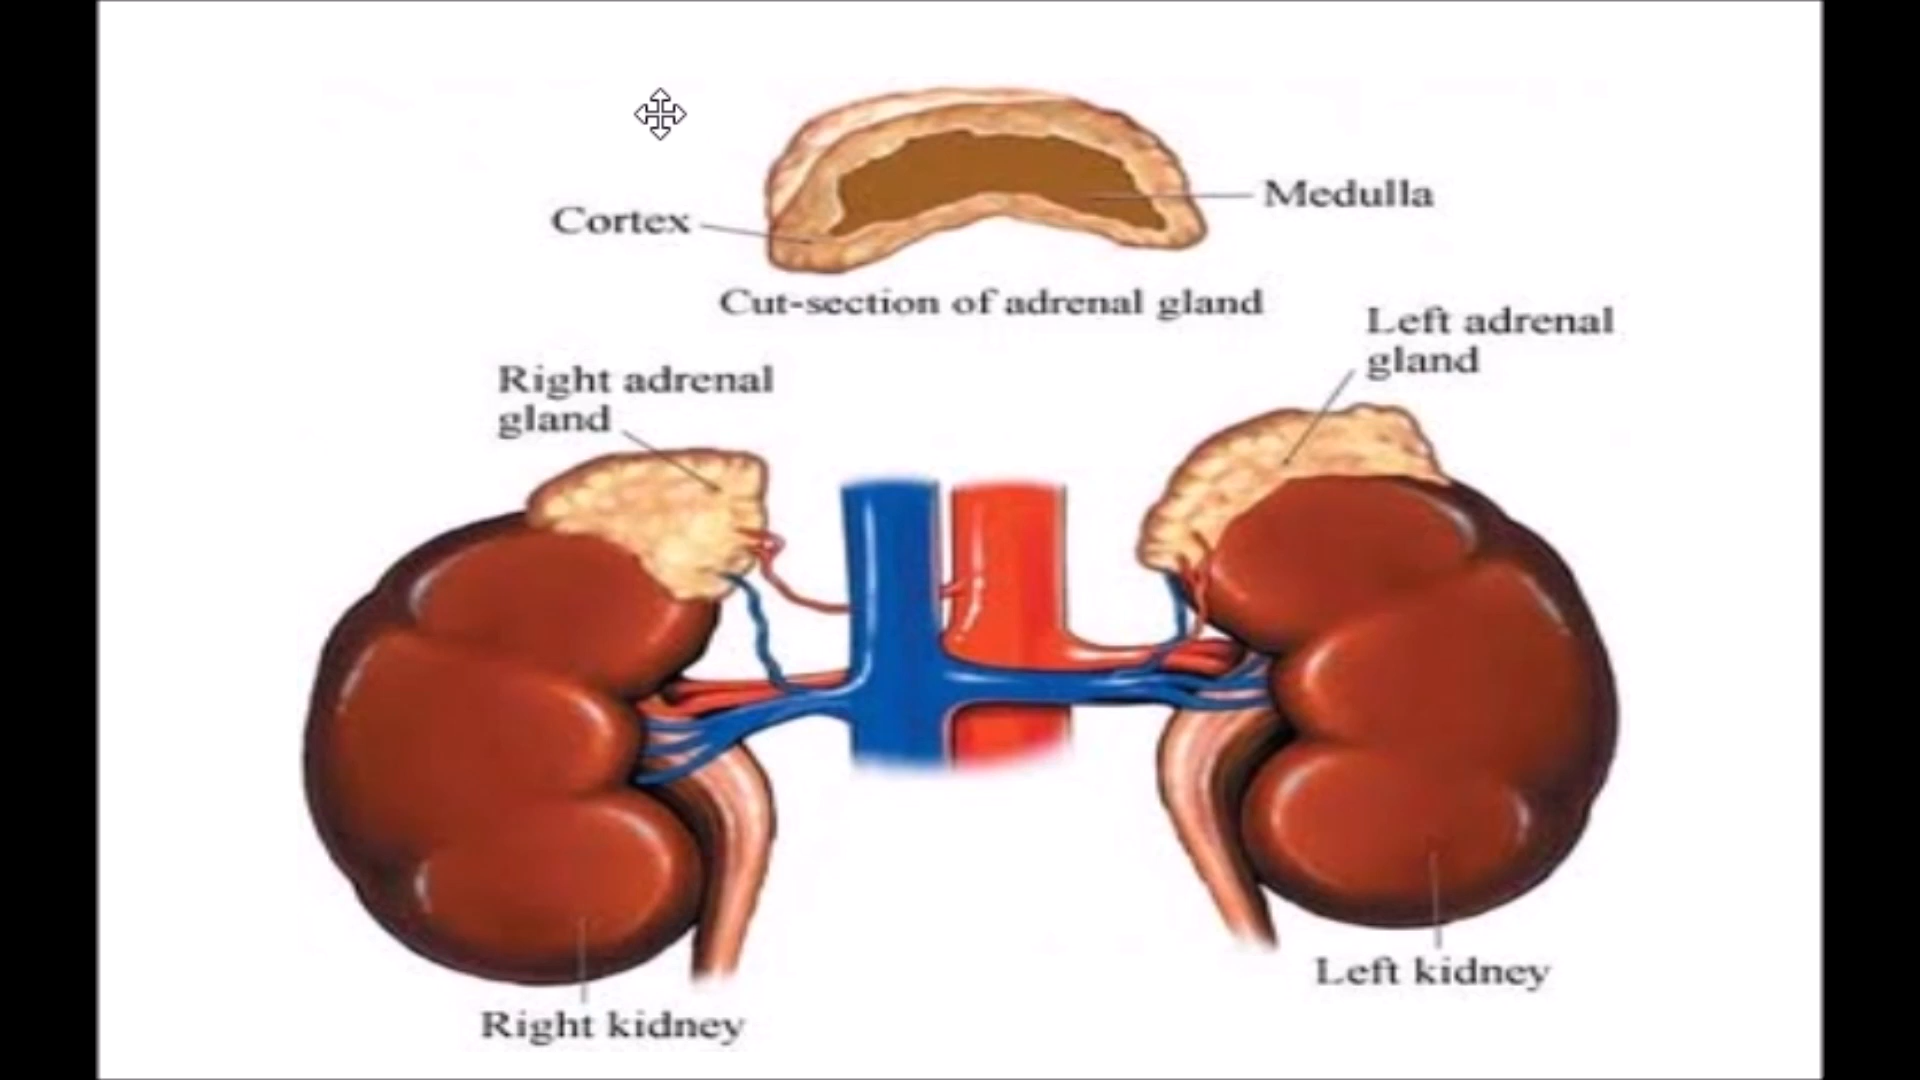 Cortex
Medulla
Cut-section of adrenal gland
Left adrenal
gland
Right adrenal
gland
Left kidney
Right kidney